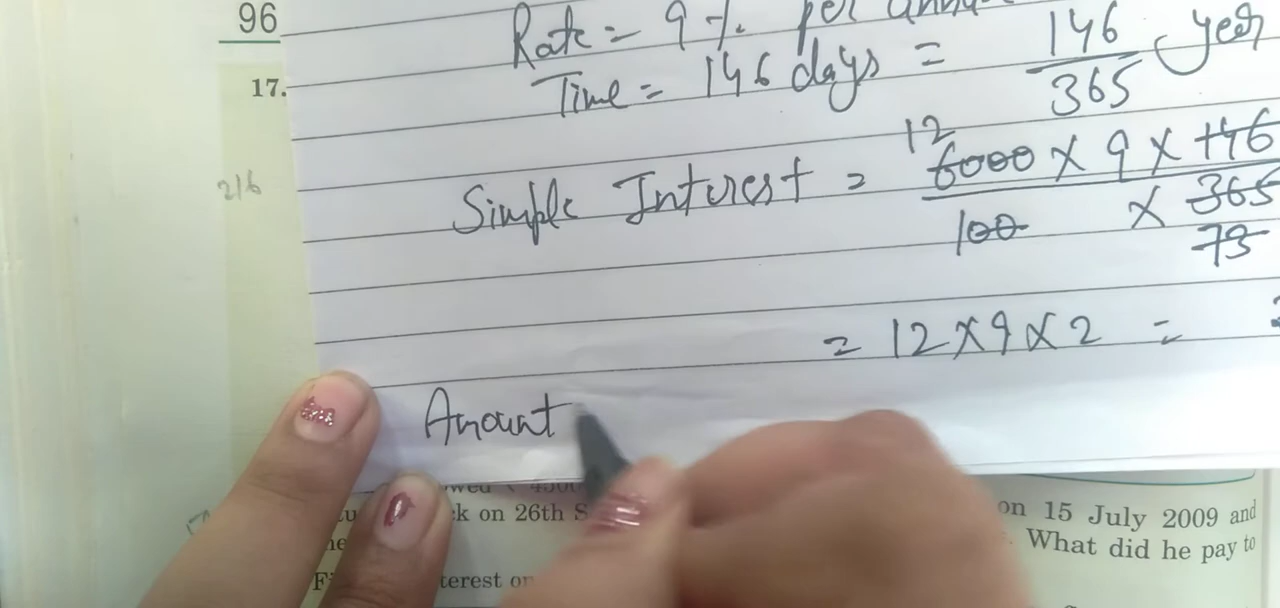 96
Rate = 9 % per annu
17.
Time = 146 days = 146/365 year
216
12
Simple Interest = 6000 × 9 × 146
100 × 365
73
= 12 × 9 × 2 =
Amount
on 15 July 2009 and
k on 26th S
What did he pay to
terest on